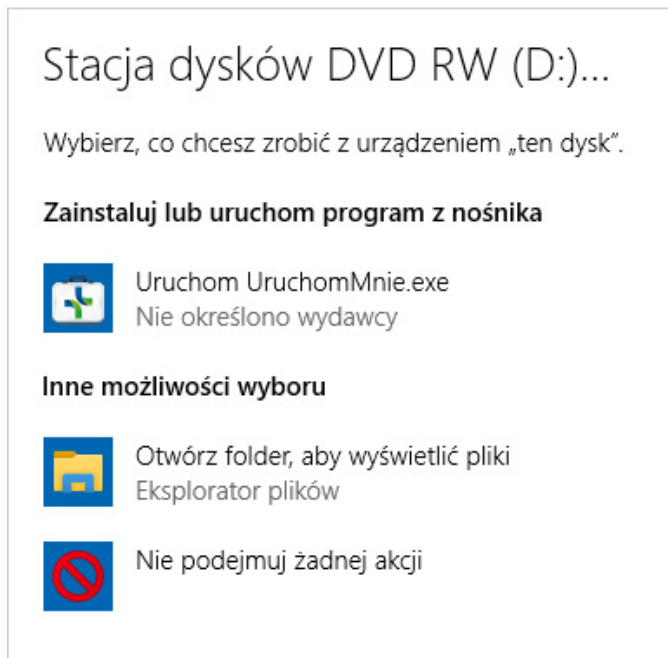 Stacja dysków DVD RW (D:)...
Wybierz, co chcesz zrobić z urządzeniem „ten dysk”.
Zainstaluj lub uruchom program z nośnika
Uruchom UruchomMnie.exe
Nie określono wydawcy
Inne możliwości wyboru
Otwórz folder, aby wyświetlić pliki
Eksplorator plików
Nie podejmuj żadnej akcji